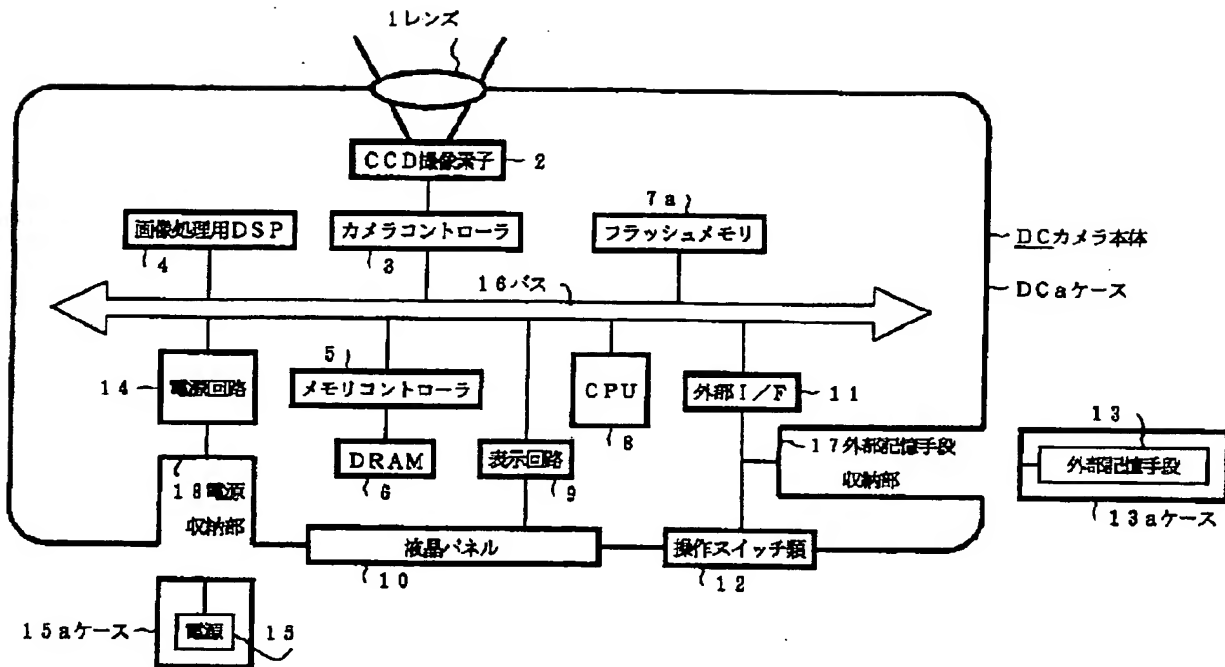 1レンズ
CCD撮像素子
2
画像処理用DSP
4
カメラコントローラ
3
7a
フラッシュメモリ
DCカメラ本体
DCaケース
16バス
14
電源回路
5
メモリコントローラ
DRAM
6
表示回路
9
CPU
8
外部I/F
11
17外部記憶手段
収納部
13
外部記憶手段
13aケース
18電源
収納部
液晶パネル
10
操作スイッチ類
12
15aケース
電源
15